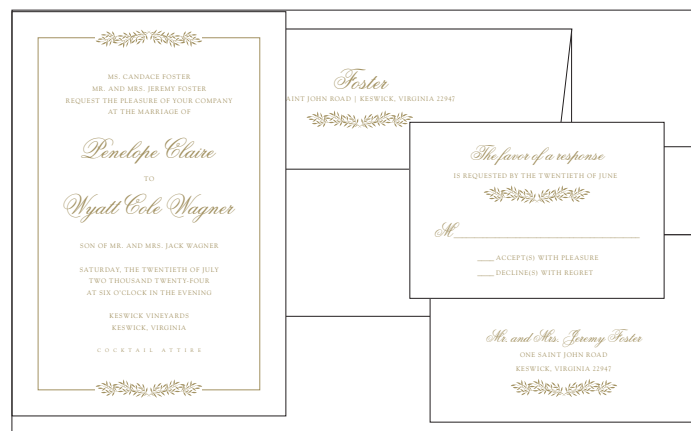 MS. CANDACE FOSTER
MR. AND MRS. JEREMY FOSTER
REQUEST THE PLEASURE OF YOUR COMPANY
AT THE MARRIAGE OF
Penelope Claire
TO
Wyatt Cole Wagner
SON OF MR. AND MRS. JACK WAGNER
SATURDAY, THE TWENTIETH OF JULY
TWO THOUSAND TWENTY-FOUR
AT SIX O'CLOCK IN THE EVENING
KESWICK VINEYARDS
KESWICK, VIRGINIA
COCKTAIL ATTIRE
Foster
AINT JOHN ROAD | KESWICK, VIRGINIA 22947
The favor of a response
IS REQUESTED BY THE TWENTIETH OF JUNE
M
ACCEPT(S) WITH PLEASURE
DECLINE(S) WITH REGRET
Mr. and Mrs. Jeremy Foster
ONE SAINT JOHN ROAD
KESWICK, VIRGINIA 22947